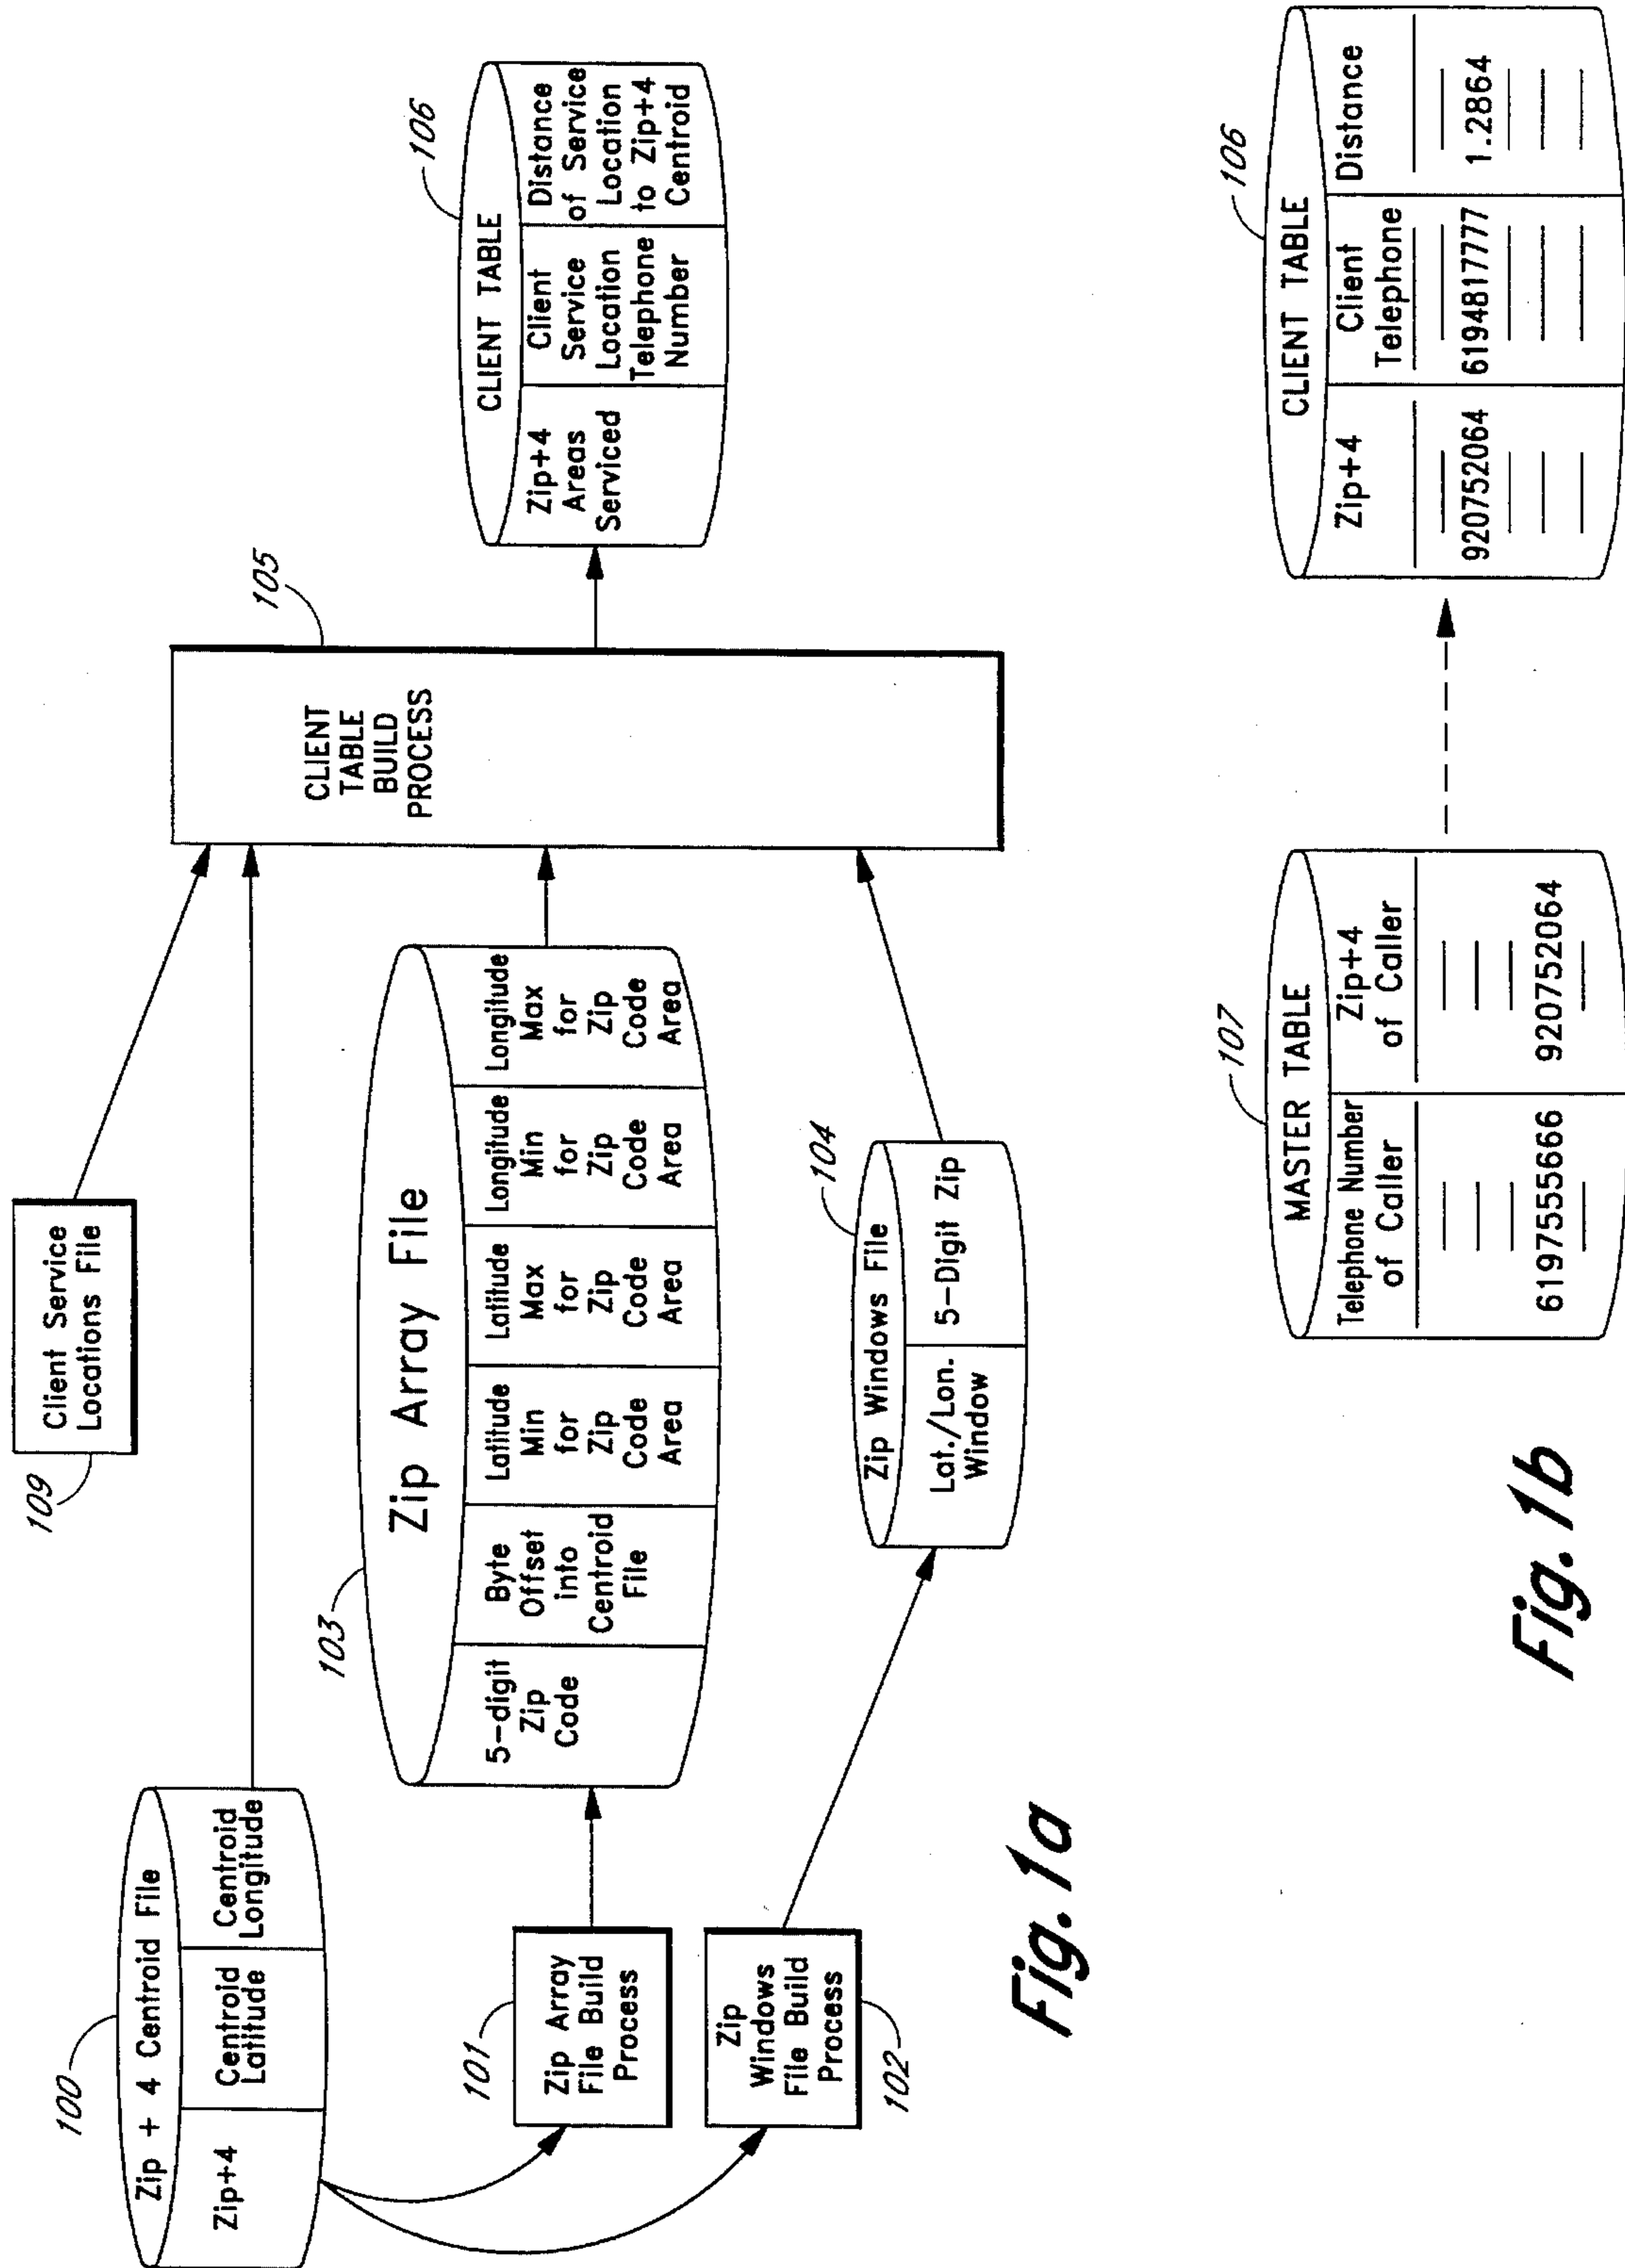 109
Client Service
Locations File
100
Zip + 4 Centroid File
Zip+4
Centroid
Latitude
Centroid
Longitude
101
Zip Array
File Build
Process
Zip
Windows
File Build
Process
102
103
Zip Array File
5-digit
Zip
Code
Byte
Offset
into
Centroid
File
Latitude
Min
for
Zip
Code
Area
Latitude
Max
for
Zip
Code
Area
Longitude
Min
for
Zip
Code
Area
Longitude
Max
for
Zip
Code
Area
104
Zip Windows File
Lat./Lon.
Window
5-Digit Zip
105
CLIENT
TABLE
BUILD
PROCESS
106
CLIENT TABLE
Zip+4
Areas
Serviced
Client
Service
Location
Telephone
Number
Distance
of Service
Location
to Zip+4
Centroid
Fig. 1a
107
MASTER TABLE
Telephone Number
of Caller
Zip+4
of Caller
6197555666
920752064
106
CLIENT TABLE
Zip+4
Client
Telephone
Distance
920752064
6194817777
1.2864
Fig. 1b